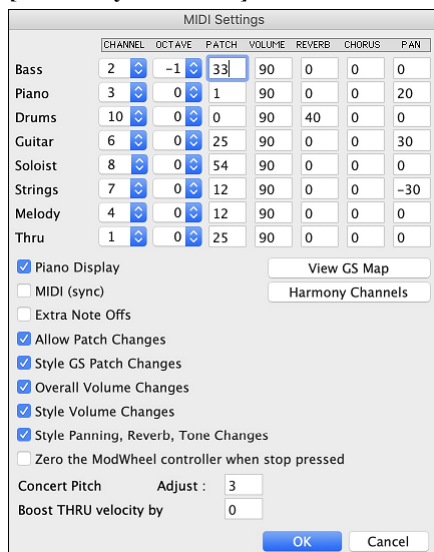 MIDI Settings
CHANNEL OCTAVE PATCH VOLUME REVERB CHORUS PAN
Bass 2 -1 33 90 0 0 0
Piano 3 0 1 90 0 0 20
Drums 10 0 0 90 40 0 0
Guitar 6 0 25 90 0 0 30
Soloist 8 0 54 90 0 0 0
Strings 7 0 12 90 0 0 -30
Melody 4 0 12 90 0 0 0
Thru 1 0 25 90 0 0 0
Piano Display View GS Map
MIDI (sync) Harmony Channels
Extra Note Offs
Allow Patch Changes
Style GS Patch Changes
Overall Volume Changes
Style Volume Changes
Style Panning, Reverb, Tone Changes
Zero the ModWheel controller when stop pressed
Concert Pitch Adjust : 3
Boost THRU velocity by 0
OK Cancel